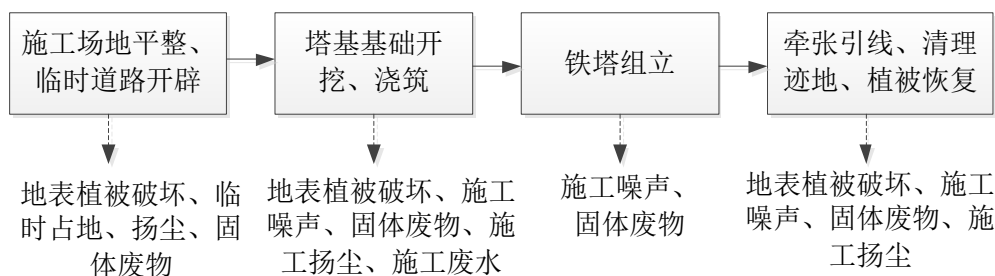 施工场地平整、
临时道路开辟
塔基基础开
挖、浇筑
铁塔组立
牵张引线、清理
迹地、植被恢复
地表植被破坏、临
时占地、扬尘、固
体废物
地表植被破坏、施工
噪声、固体废物、施
工扬尘、施工废水
施工噪声、
固体废物
地表植被破坏、施工
噪声、固体废物、施
工扬尘